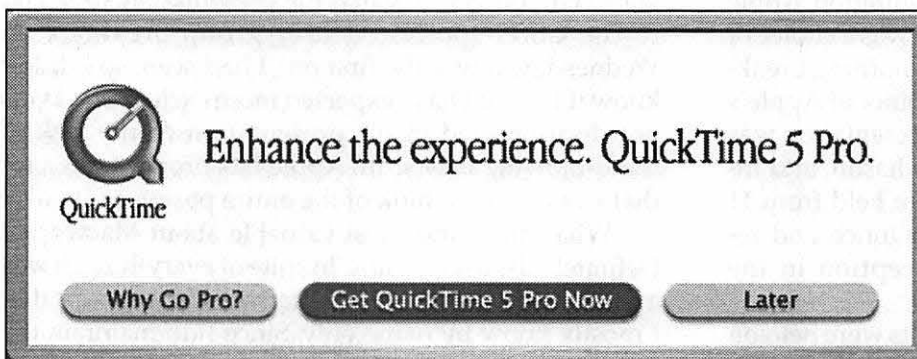 Enhance the experience. QuickTime 5 Pro.
QuickTime
Why Go Pro?
Get QuickTime 5 Pro Now
Later